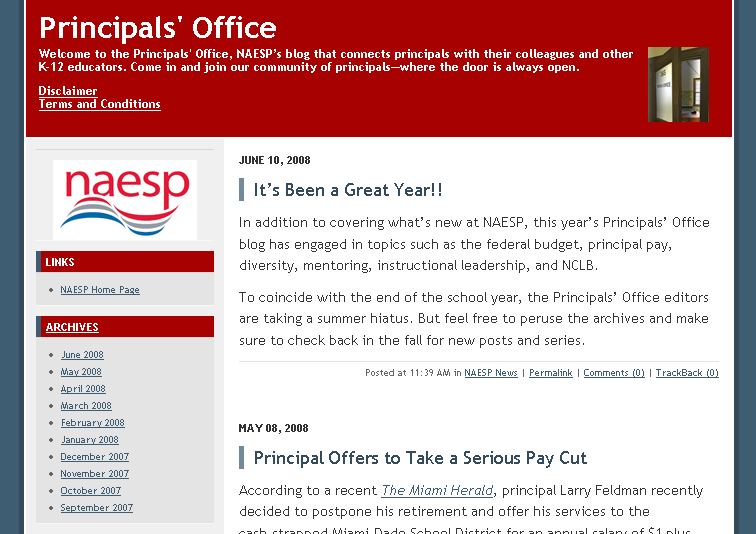 Principals' Office
Welcome to the Principals' Office, NAESP's blog that connects principals with their colleagues and other
K-12 educators. Come in and join our community of principals—where the door is always open.
Disclaimer
Terms and Conditions
naesp
LINKS
NAESP Home Page
ARCHIVES
June 2008
May 2008
April 2008
March 2008
February 2008
January 2008
December 2007
November 2007
October 2007
September 2007
JUNE 10, 2008
It's Been a Great Year!!
In addition to covering what's new at NAESP, this year's Principals' Office
blog has engaged in topics such as the federal budget, principal pay,
diversity, mentoring, instructional leadership, and NCLB.
To coincide with the end of the school year, the Principals' Office editors
are taking a summer hiatus. But feel free to peruse the archives and make
sure to check back in the fall for new posts and series.
Posted at 11:39 AM in NAESP News | Permalink | Comments (0) | TrackBack (0)
MAY 08, 2008
Principal Offers to Take a Serious Pay Cut
According to a recent The Miami Herald, principal Larry Feldman recently
decided to postpone his retirement and offer his services to the
cash-strapped Miami-Dade School District for an annual salary of $1 plus